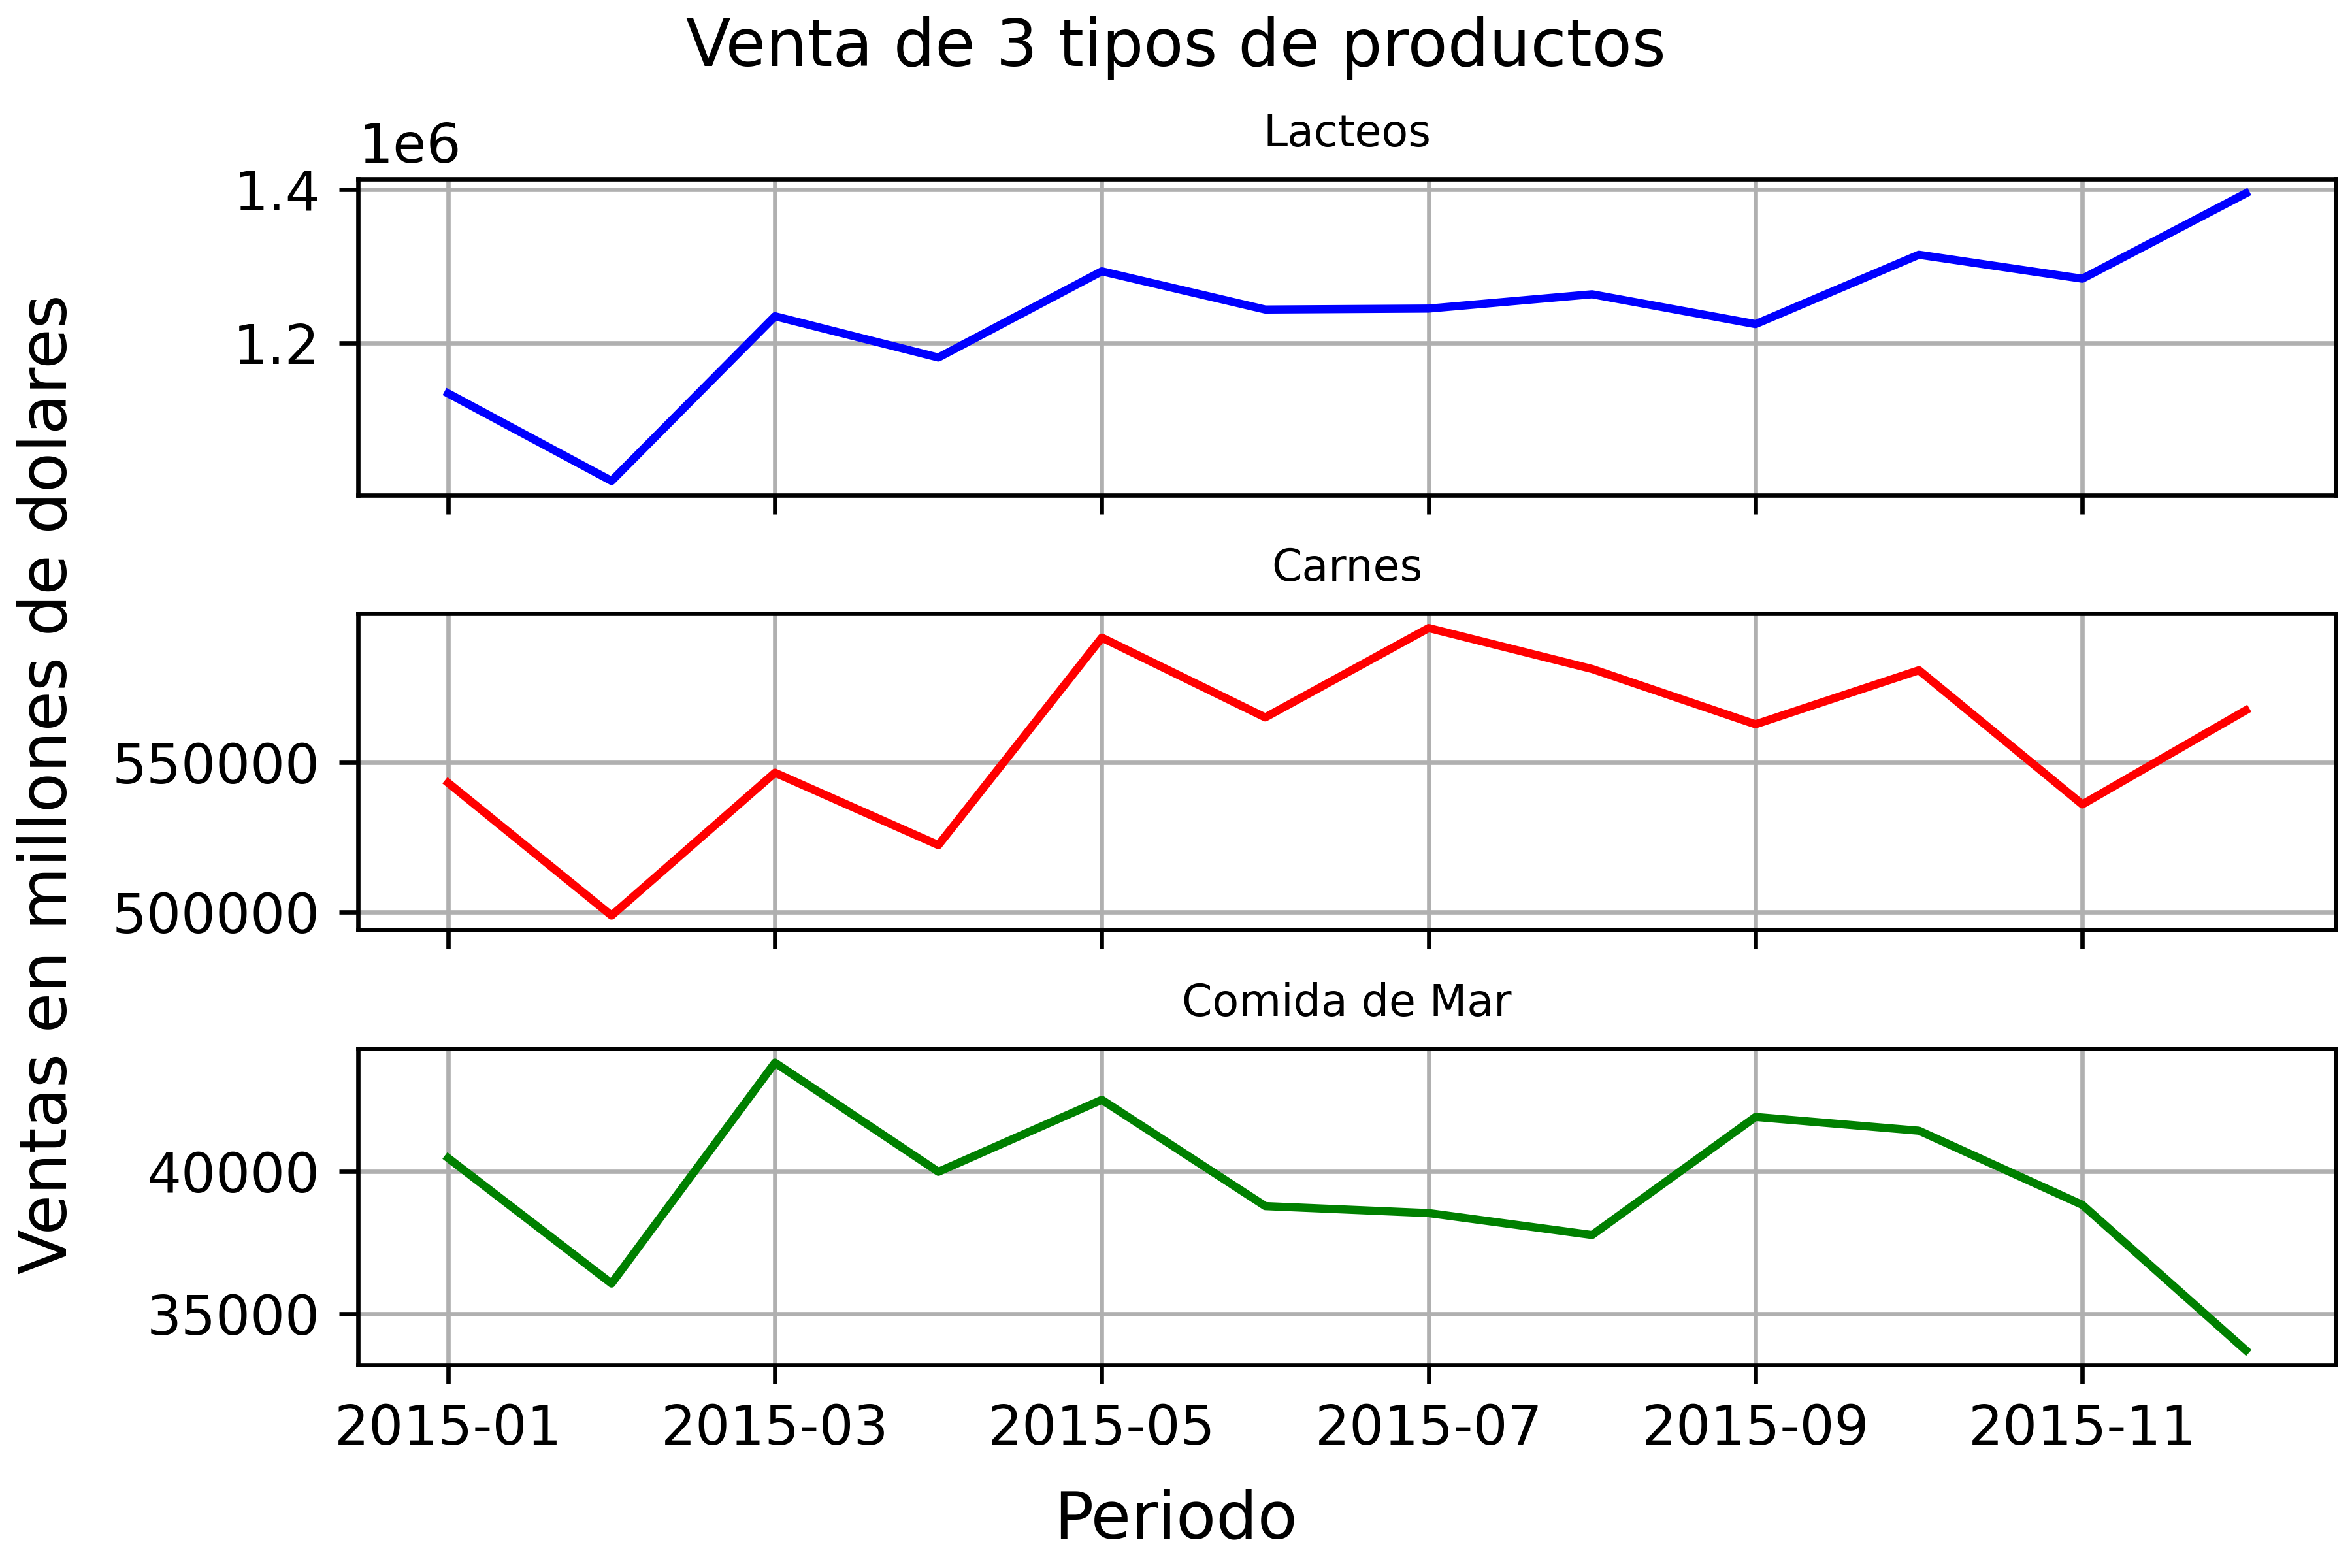 Venta de 3 tipos de productos
Lacteos
1e6
1.4
1.2
Carnes
550000
500000
Comida de Mar
40000
35000
2015-01 2015-03 2015-05 2015-07 2015-09 2015-11
Periodo
Ventas en millones de dolares